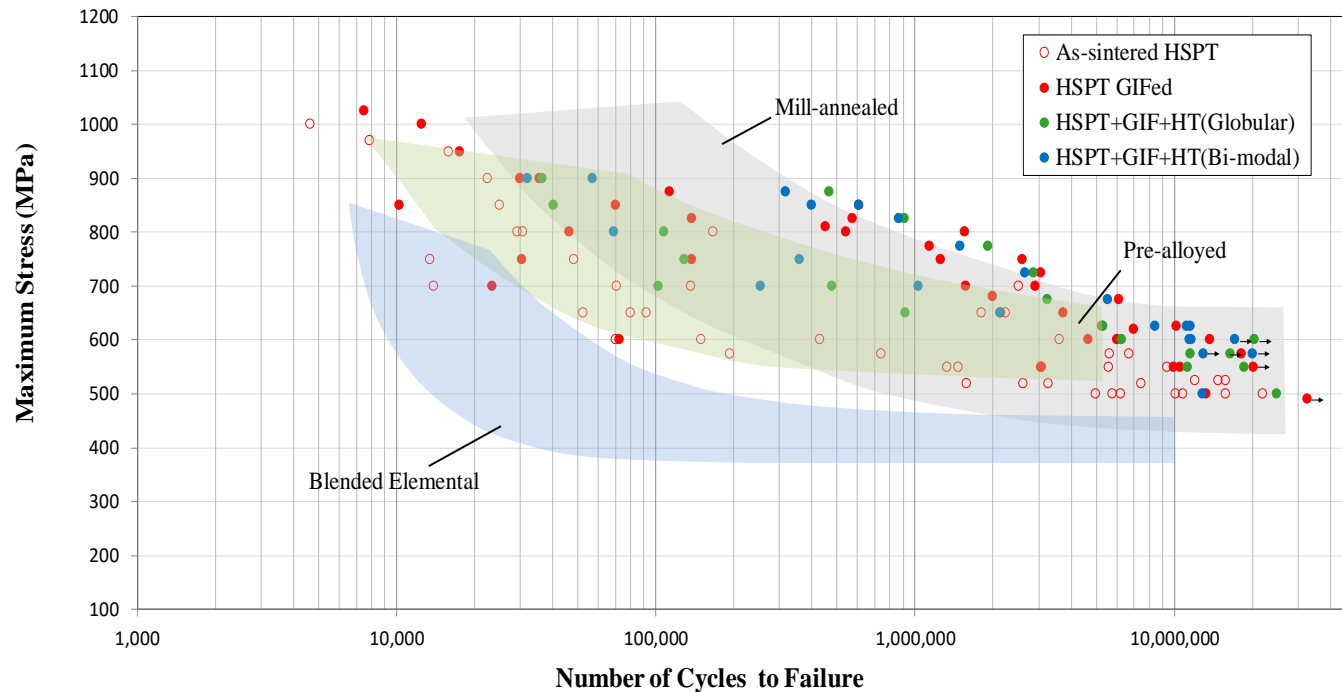 1200
1100
1000
900
800
700
600
500
400
300
200
100
Maximum Stress (MPa)
As-sintered HSPT
HSPT GIFed
HSPT+GIF+HT(Globular)
HSPT+GIF+HT(Bi-modal)
Mill-annealed
Pre-alloyed
Blended Elemental
1,000
10,000
100,000
1,000,000
10,000,000
Number of Cycles to Failure